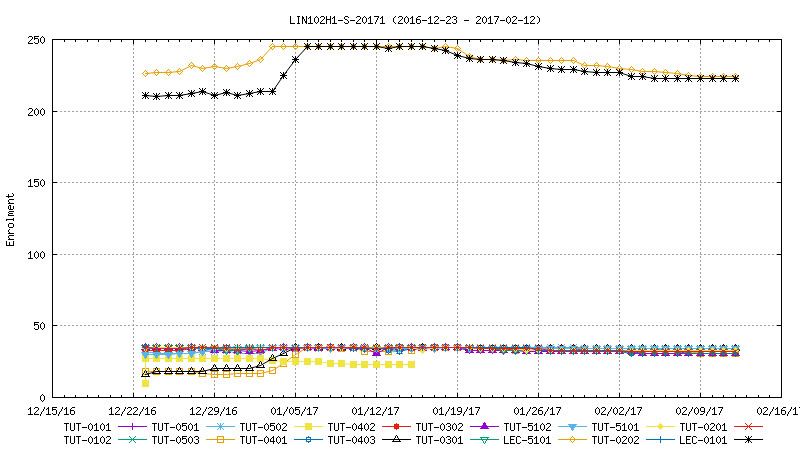 LIN102H1-S-20171 (2016-12-23 - 2017-02-12)
250
200
150
100
50
0
Enrolment
12/15/16 12/22/16 12/29/16 01/05/17 01/12/17 01/19/17 01/26/17 02/02/17 02/09/17 02/16/17
TUT-0101 TUT-0501 TUT-0502 TUT-0402 TUT-0302 TUT-5102 TUT-5101 TUT-0201
TUT-0102 TUT-0503 TUT-0401 TUT-0403 TUT-0301 LEC-5101 TUT-0202 LEC-0101